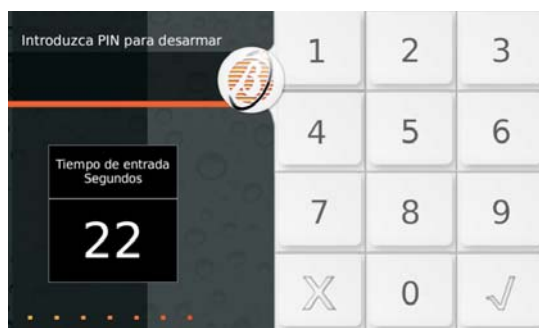 Introduzca PIN para desarmar
Tiempo de entrada
Segundos
22
1 2 3
4 5 6
7 8 9
X 0 √